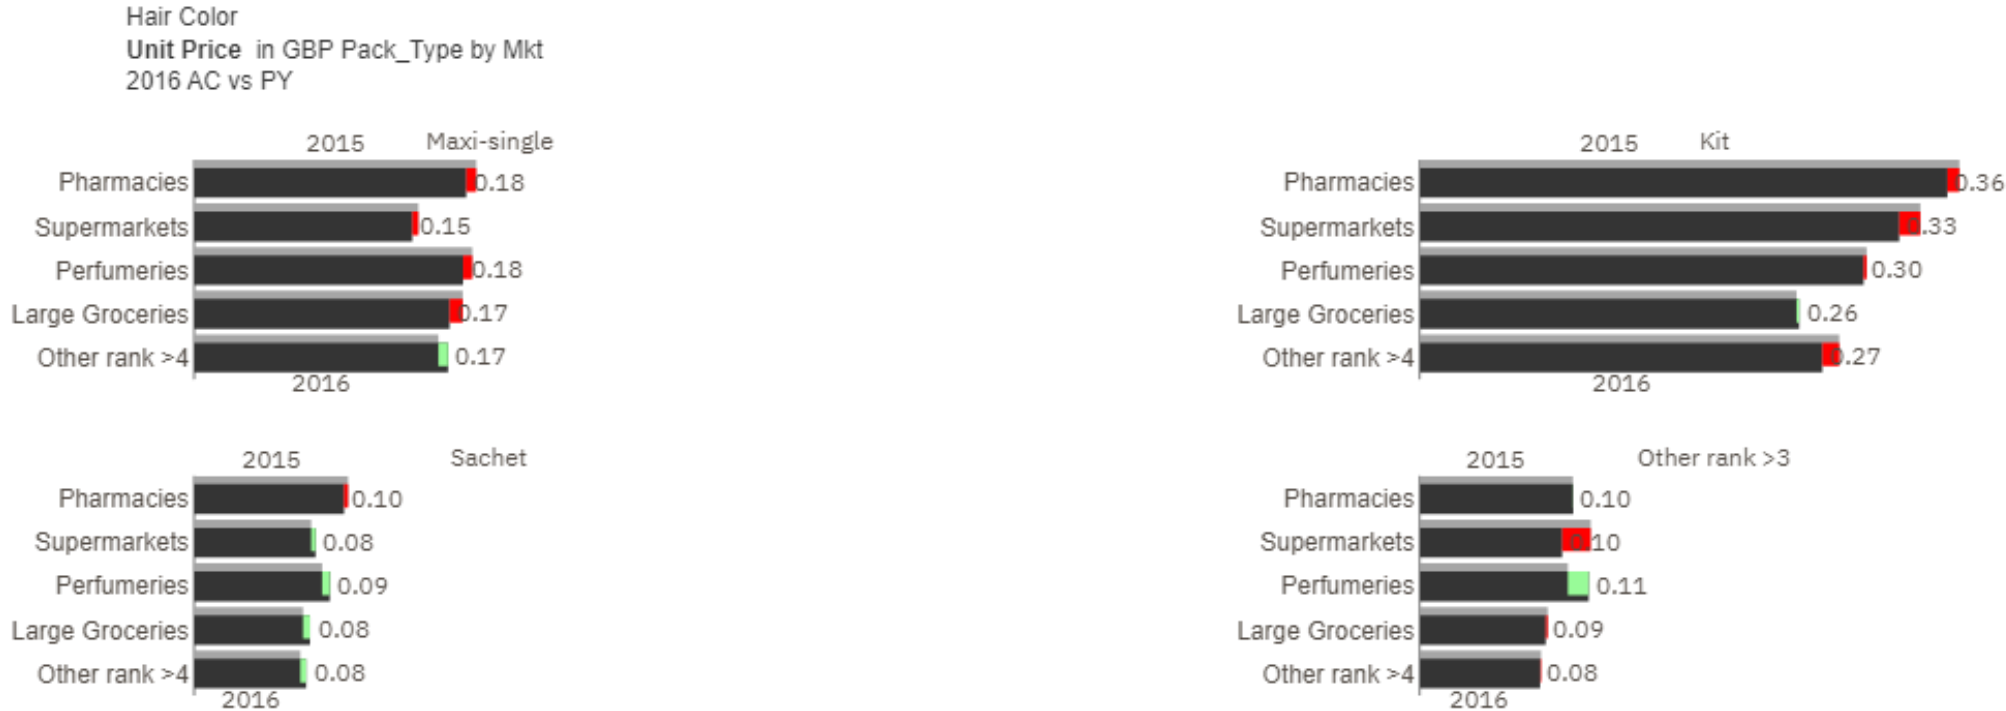 Hair Color
Unit Price in GBP Pack_Type by Mkt
2016 AC vs PY
2015 Maxi-single
Pharmacies 0.18
Supermarkets 0.15
Perfumeries 0.18
Large Groceries 0.17
Other rank >4 0.17
2016
2015 Kit
Pharmacies 0.36
Supermarkets 0.33
Perfumeries 0.30
Large Groceries 0.26
Other rank >4 0.27
2016
2015 Sachet
Pharmacies 0.10
Supermarkets 0.08
Perfumeries 0.09
Large Groceries 0.08
Other rank >4 0.08
2016
2015 Other rank >3
Pharmacies 0.10
Supermarkets 0.10
Perfumeries 0.11
Large Groceries 0.09
Other rank >4 0.08
2016